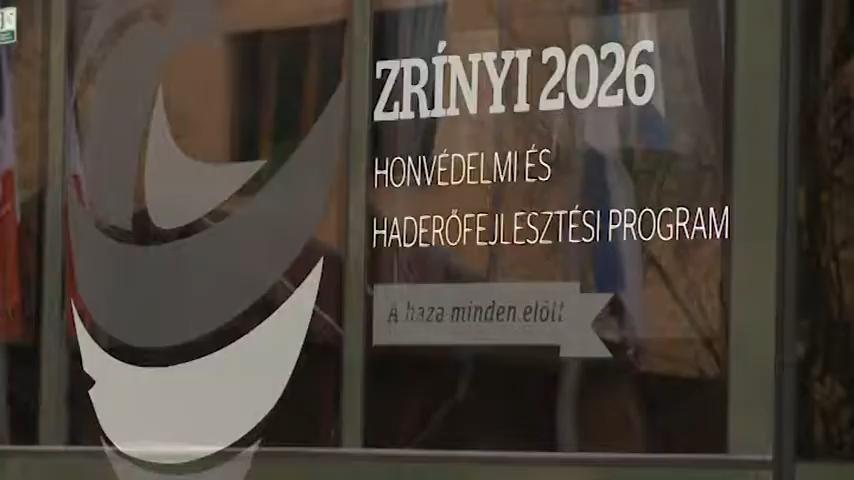 ZRÍNYI 2026
HONVÉDELMI ÉS
HADERŐFEJLESZTÉSI PROGRAM
A haza minden előtt